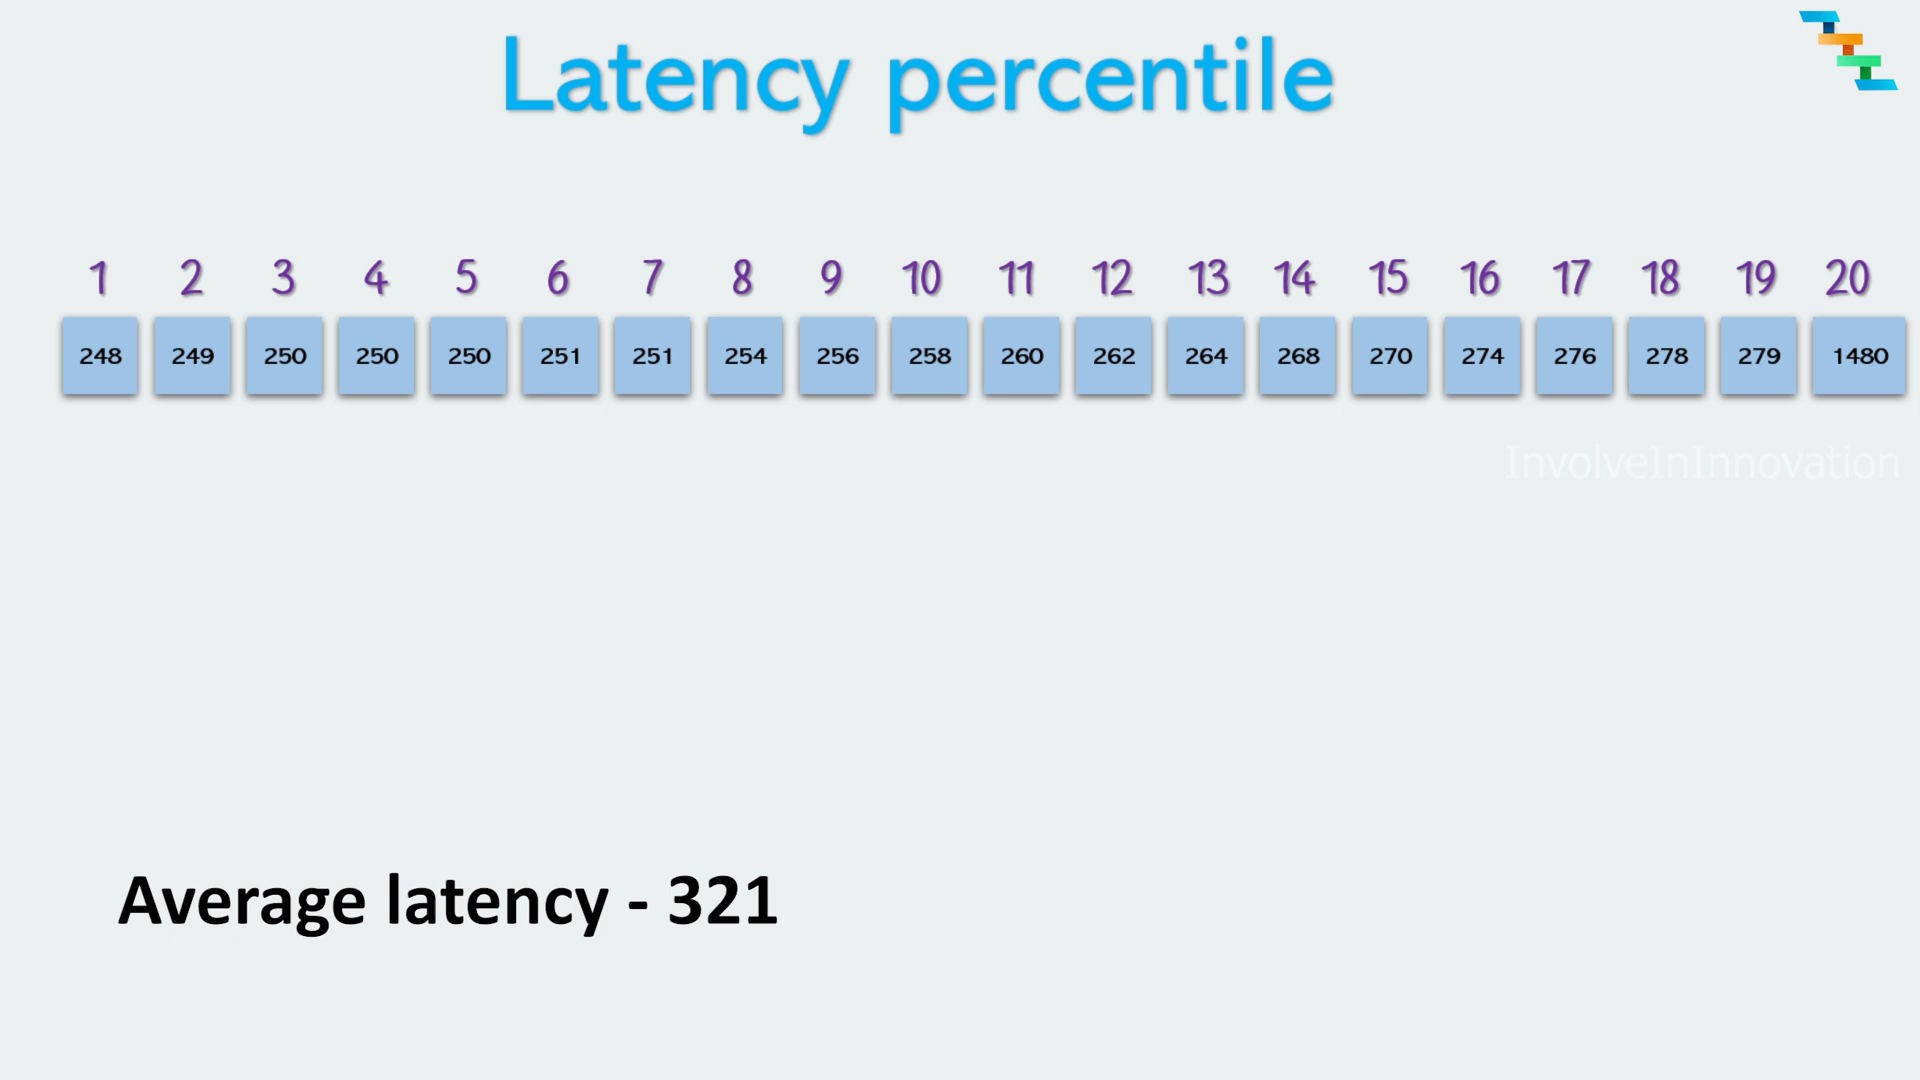 Latency percentile
1 2 3 4 5 6 7 8 9 10 11 12 13 14 15 16 17 18 19 20
248 249 250 250 250 251 251 254 256 258 260 262 264 268 270 274 276 278 279 1480
InvolveInInnovation
Average latency - 321